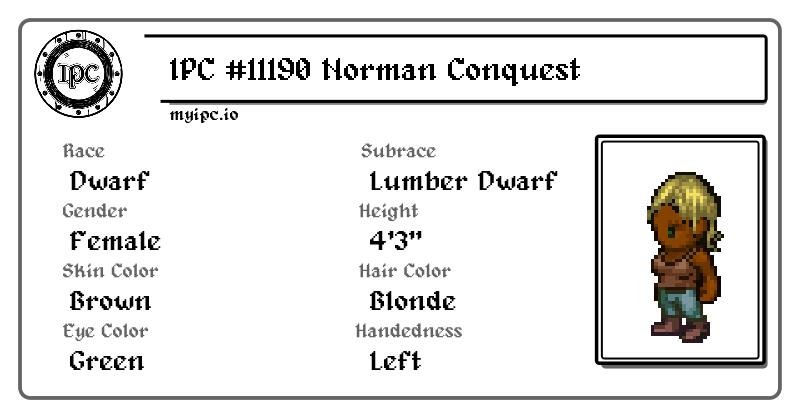 IPC
IPC #11190 Norman Conquest
myipc.io
Race
Dwarf
Subrace
Lumber Dwarf
Gender
Female
Height
4'3"
Skin Color
Brown
Hair Color
Blonde
Eye Color
Green
Handedness
Left